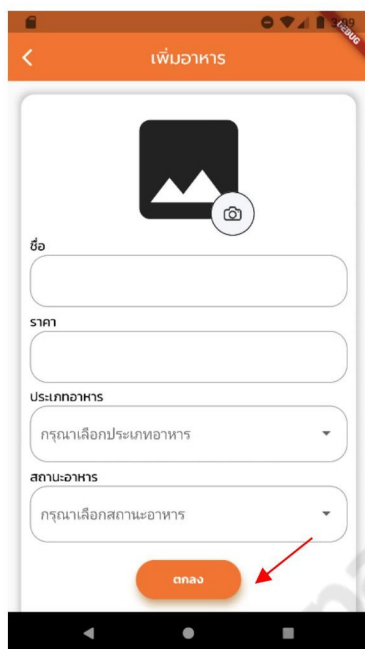 เพิ่มอาหาร
ชื่อ
ราคา
ประเภทอาหาร
กรุณาเลือกประเภทอาหาร
สถานะอาหาร
กรุณาเลือกสถานะอาหาร
ตกลง